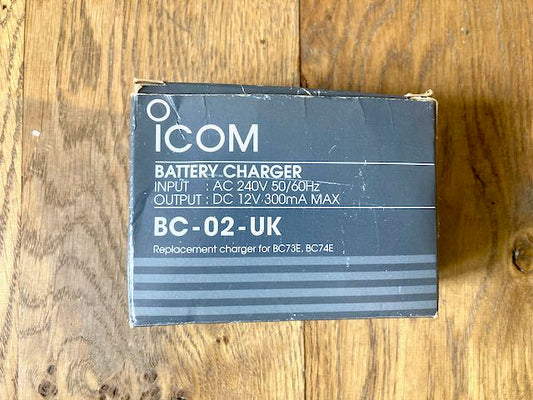 ICOM
BATTERY CHARGER
INPUT : AC 240V 50/60Hz
OUTPUT : DC 12V 300mA MAX
BC-02-UK
Replacement charger for BC73E, BC74E